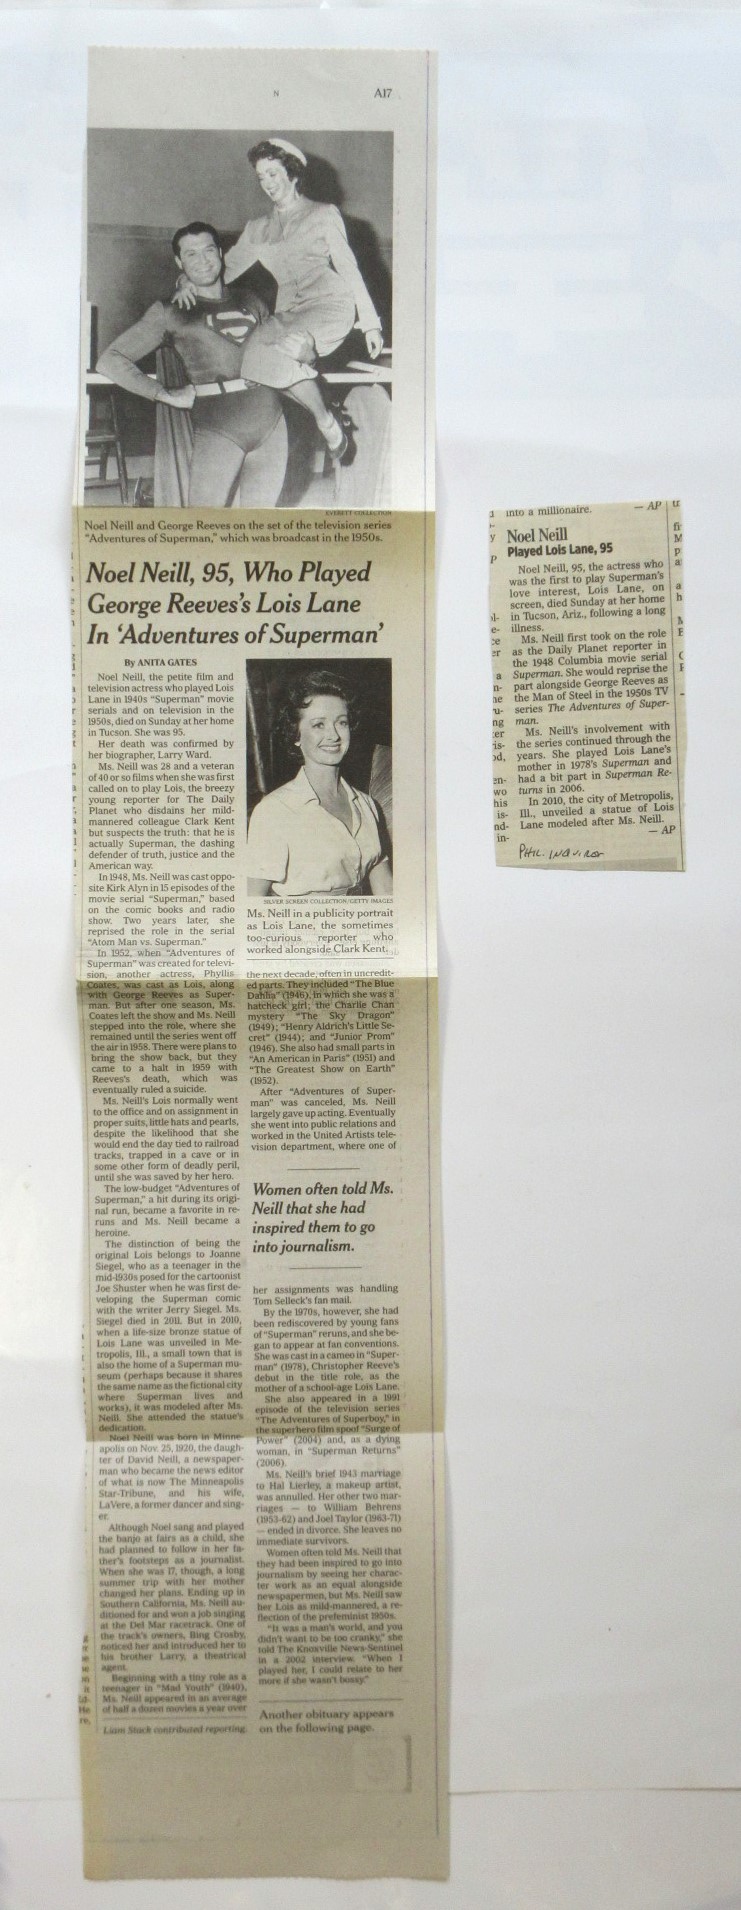 N
A17
EVERETT COLLECTION
Noel Neill and George Reeves on the set of the television series
“Adventures of Superman,” which was broadcast in the 1950s.
Noel Neill, 95, Who Played
George Reeves’s Lois Lane
In ‘Adventures of Superman’
By ANITA GATES
Noel Neill, the petite film and
television actress who played Lois
Lane in 1940s “Superman” movie
serials and on television in the
1950s, died on Sunday at her home
in Tucson. She was 95.
Her death was confirmed by
her biographer, Larry Ward.
Ms. Neill was 28 and a veteran
of 40 or so films when she was first
called on to play Lois, the breezy
young reporter for The Daily
Planet who disdains her mild-
mannered colleague Clark Kent
but suspects the truth: that he is
actually Superman, the dashing
defender of truth, justice and the
American way.
In 1948, Ms. Neill was cast oppo-
site Kirk Alyn in 15 episodes of the
movie serial “Superman,” based
on the comic books and radio
show. Two years later, she
reprised the role in the serial
“Atom Man vs. Superman.”
In 1952, when “Adventures of
Superman” was created for televi-
sion, another actress, Phyllis
Coates, was cast as Lois, along
with George Reeves as Super-
man. But after one season, Ms.
Coates left the show and Ms. Neill
stepped into the role, where she
remained until the series went off
the air in 1958. There were plans to
bring the show back, but they
came to a halt in 1959 with
Reeves’s death, which was
eventually ruled a suicide.
Ms. Neill’s Lois normally went
to the office and on assignment in
proper suits, little hats and pearls,
despite the likelihood that she
would end the day tied to railroad
tracks, trapped in a cave or in
some other form of deadly peril,
until she was saved by her hero.
The low-budget “Adventures of
Superman,” a hit during its origi-
nal run, became a favorite in re-
runs and Ms. Neill became a
heroine.
The distinction of being the
original Lois belongs to Joanne
Siegel, who as a teenager in the
mid-1930s posed for the cartoonist
Joe Shuster when he was first de-
veloping the Superman comic
with the writer Jerry Siegel. Ms.
Siegel died in 2011. But in 2010,
when a life-size bronze statue of
Lois Lane was unveiled in Me-
tropolis, Ill., a small town that is
also the home of a Superman mu-
seum (perhaps because it shares
the same name as the fictional city
where Superman lives and
works), it was modeled after Ms.
Neill. She attended the statue’s
dedication.
Noel Neill was born in Minne-
apolis on Nov. 25, 1920, the daugh-
ter of David Neill, a newspaper-
man who became the news editor
of what is now The Minneapolis
Star-Tribune, and his wife,
LaVere, a former dancer and sing-
er.
Although Noel sang and played
the banjo at fairs as a child, she
had planned to follow in her fa-
ther’s footsteps as a journalist.
When she was 17, though, a long
summer trip with her mother
changed her plans. Ending up in
Southern California, Ms. Neill au-
ditioned for and won a job singing
at the Del Mar racetrack. One of
the track’s owners, Bing Crosby,
noticed her and introduced her to
his brother Larry, a theatrical
agent.
Beginning with a tiny role as a
teenager in “Mad Youth” (1940),
Ms. Neill appeared in an average
of half a dozen movies a year over
Liam Stack contributed reporting.
SILVER SCREEN COLLECTION/GETTY IMAGES
Ms. Neill in a publicity portrait
as Lois Lane, the sometimes
too-curious reporter who
worked alongside Clark Kent.
the next decade, often in uncredit-
ed parts. They included “The Blue
Dahlia” (1946), in which she was a
hatcheck girl; the Charlie Chan
mystery “The Sky Dragon”
(1949); “Henry Aldrich’s Little Se-
cret” (1944); and “Junior Prom”
(1946). She also had small parts in
“An American in Paris” (1951) and
“The Greatest Show on Earth”
(1952).
After “Adventures of Super-
man” was canceled, Ms. Neill
largely gave up acting. Eventually
she went into public relations and
worked in the United Artists tele-
vision department, where one of
Women often told Ms.
Neill that she had
inspired them to go
into journalism.
her assignments was handling
Tom Selleck’s fan mail.
By the 1970s, however, she had
been rediscovered by young fans
of “Superman” reruns, and she be-
gan to appear at fan conventions.
She was cast in a cameo in “Super-
man” (1978), Christopher Reeve’s
debut in the title role, as the
mother of a school-age Lois Lane.
She also appeared in a 1991
episode of the television series
“The Adventures of Superboy,” in
the superhero film spoof “Surge of
Power” (2004) and, as a dying
woman, in “Superman Returns”
(2006).
Ms. Neill’s brief 1943 marriage
to Hal Lierley, a makeup artist,
was annulled. Her other two mar-
riages — to William Behrens
(1953-62) and Joel Taylor (1963-71)
— ended in divorce. She leaves no
immediate survivors.
Women often told Ms. Neill that
they had been inspired to go into
journalism by seeing her charac-
ter work as an equal alongside
newspapermen, but Ms. Neill saw
her Lois as mild-mannered, a re-
flection of the prefeminist 1950s.
“It was a man’s world, and you
didn’t want to be too cranky,” she
told The Knoxville News-Sentinel
in a 2002 interview. “When I
played her, I could relate to her
more if she wasn’t bossy.”
Another obituary appears
on the following page.
into a millionaire. — AP
Noel Neill
Played Lois Lane, 95
Noel Neill, 95, the actress who
was the first to play Superman’s
love interest, Lois Lane, on
screen, died Sunday at her home
in Tucson, Ariz., following a long
illness.
Ms. Neill first took on the role
as the Daily Planet reporter in
the 1948 Columbia movie serial
Superman. She would reprise the
part alongside George Reeves as
the Man of Steel in the 1950s TV
series The Adventures of Super-
man.
Ms. Neill’s involvement with
the series continued through the
years. She played Lois Lane’s
mother in 1978’s Superman and
had a bit part in Superman Re-
turns in 2006.
In 2010, the city of Metropolis,
Ill., unveiled a statue of Lois
Lane modeled after Ms. Neill.
— AP
PHIL. INQUIRER